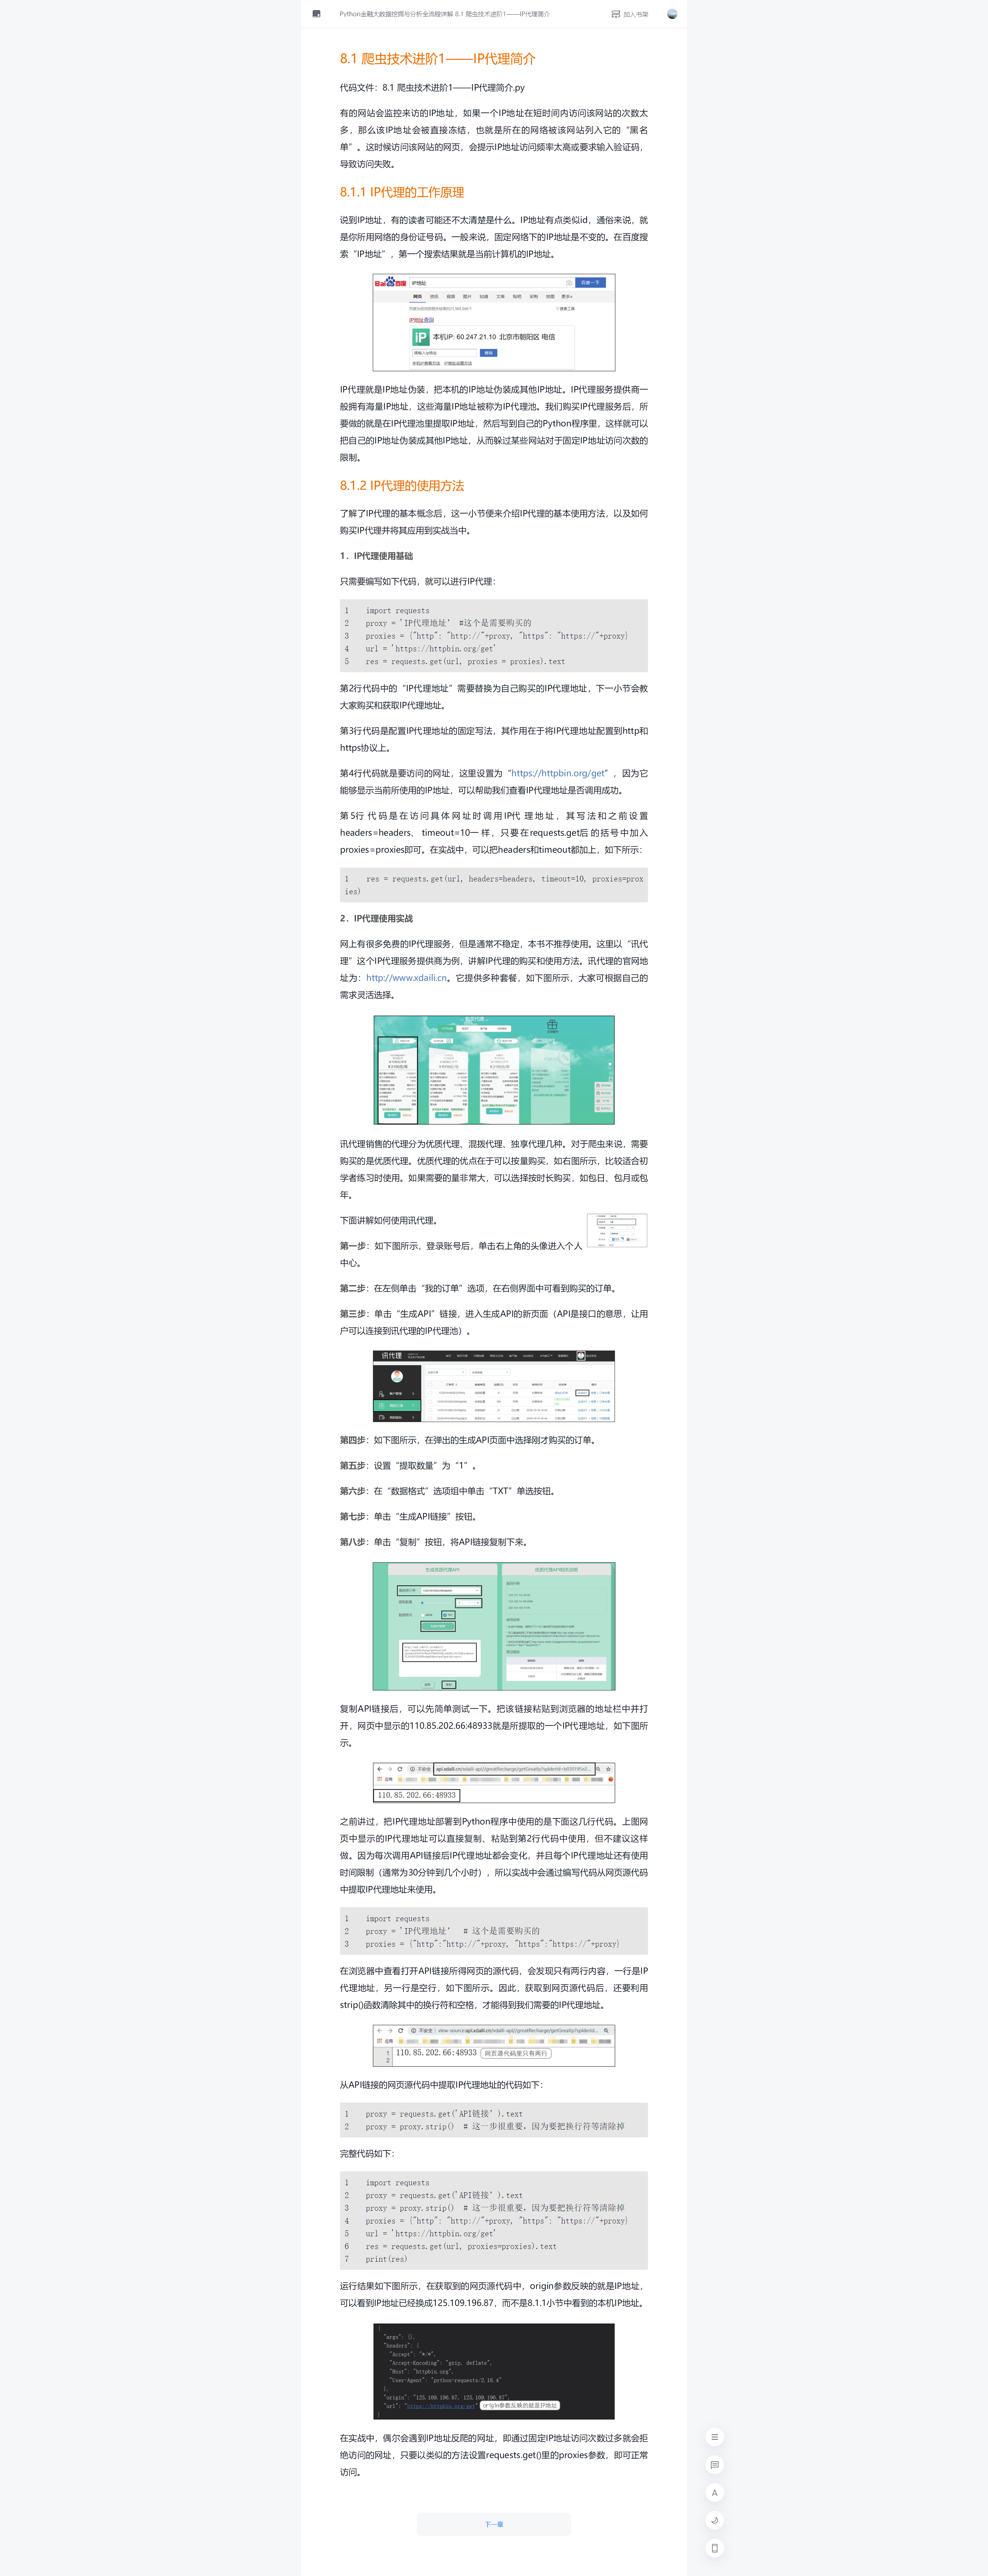 Python金融大数据挖掘与分析全流程详解 8.1 爬虫技术进阶1——IP代理简介
加入书架
8.1 爬虫技术进阶1——IP代理简介
代码文件：8.1 爬虫技术进阶1——IP代理简介.py
有的网站会监控来访的IP地址，如果一个IP地址在短时间内访问该网站的次数太
多，那么该IP地址会被直接冻结，也就是所在的网络被该网站列入它的“黑名
单”。这时候访问该网站的网页，会提示IP地址访问频率太高或要求输入验证码，
导致访问失败。
8.1.1 IP代理的工作原理
说到IP地址，有的读者可能还不太清楚是什么。IP地址有点类似id，通俗来说，就
是你所用网络的身份证号码。一般来说，固定网络下的IP地址是不变的。在百度搜
索“IP地址”，第一个搜索结果就是当前计算机的IP地址。
Bai 百度
IP地址
百度一下
网页 资讯 视频 图片 知道 文库 贴吧 采购 地图 更多»
搜索工具
IP地址查询
iP
本机IP: 60.247.21.10 北京市朝阳区 电信
请输入ip地址
查询
IP代理就是IP地址伪装，把本机的IP地址伪装成其他IP地址。IP代理服务提供商一
般拥有海量IP地址，这些海量IP地址被称为IP代理池。我们购买IP代理服务后，所
要做的就是在IP代理池里提取IP地址，然后写到自己的Python程序里，这样就可以
把自己的IP地址伪装成其他IP地址，从而躲过某些网站对于固定IP地址访问次数的
限制。
8.1.2 IP代理的使用方法
了解了IP代理的基本概念后，这一小节便来介绍IP代理的基本使用方法，以及如何
购买IP代理并将其应用到实战当中。
1．IP代理使用基础
只需要编写如下代码，就可以进行IP代理：
1 import requests
2 proxy = 'IP代理地址' #这个是需要购买的
3 proxies = {"http": "http://"+proxy, "https": "https://"+proxy}
4 url = 'https://httpbin.org/get'
5 res = requests.get(url, proxies = proxies).text
第2行代码中的“IP代理地址”需要替换为自己购买的IP代理地址，下一小节会教
大家购买和获取IP代理地址。
第3行代码是配置IP代理地址的固定写法，其作用在于将IP代理地址配置到http和
https协议上。
第4行代码就是要访问的网址，这里设置为“https://httpbin.org/get”，因为它
能够显示当前所使用的IP地址，可以帮助我们查看IP代理地址是否调用成功。
第5行代码是在访问具体网址时调用IP代理地址，其写法和之前设置
headers=headers、timeout=10一样，只要在requests.get后的括号中加入
proxies=proxies即可。在实战中，可以把headers和timeout都加上，如下所示：
1 res = requests.get(url, headers=headers, timeout=10, proxies=prox
ies)
2．IP代理使用实战
网上有很多免费的IP代理服务，但是通常不稳定，本书不推荐使用。这里以“讯代
理”这个IP代理服务提供商为例，讲解IP代理的购买和使用方法。讯代理的官网地
址为：http://www.xdaili.cn。它提供多种套餐，如下图所示，大家可根据自己的
需求灵活选择。
讯代理销售的代理分为优质代理、混拨代理、独享代理几种。对于爬虫来说，需要
购买的是优质代理。优质代理的优点在于可以按量购买，如右图所示，比较适合初
学者练习时使用。如果需要的量非常大，可以选择按时长购买，如包日、包月或包
年。
下面讲解如何使用讯代理。
第一步：如下图所示，登录账号后，单击右上角的头像进入个人
中心。
第二步：在左侧单击“我的订单”选项，在右侧界面中可看到购买的订单。
第三步：单击“生成API”链接，进入生成API的新页面（API是接口的意思，让用
户可以连接到讯代理的IP代理池）。
讯代理
第四步：如下图所示，在弹出的生成API页面中选择刚才购买的订单。
第五步：设置“提取数量”为“1”。
第六步：在“数据格式”选项组中单击“TXT”单选按钮。
第七步：单击“生成API链接”按钮。
第八步：单击“复制”按钮，将API链接复制下来。
生成优质代理API
复制API链接后，可以先简单测试一下。把该链接粘贴到浏览器的地址栏中并打
开，网页中显示的110.85.202.66:48933就是所提取的一个IP代理地址，如下图所
示。
不安全
110.85.202.66:48933
之前讲过，把IP代理地址部署到Python程序中使用的是下面这几行代码。上图网
页中显示的IP代理地址可以直接复制、粘贴到第2行代码中使用，但不建议这样
做。因为每次调用API链接后IP代理地址都会变化，并且每个IP代理地址还有使用
时间限制（通常为30分钟到几个小时），所以实战中会通过编写代码从网页源代码
中提取IP代理地址来使用。
1 import requests
2 proxy = 'IP代理地址' # 这个是需要购买的
3 proxies = {"http":"http://"+proxy, "https":"https://"+proxy}
在浏览器中查看打开API链接所得网页的源代码，会发现只有两行内容，一行是IP
代理地址，另一行是空行，如下图所示。因此，获取到网页源代码后，还要利用
strip()函数清除其中的换行符和空格，才能得到我们需要的IP代理地址。
不安全
1 110.85.202.66:48933 网页源代码里只有两行
2
从API链接的网页源代码中提取IP代理地址的代码如下：
1 proxy = requests.get('API链接').text
2 proxy = proxy.strip() # 这一步很重要，因为要把换行符等清除掉
完整代码如下：
1 import requests
2 proxy = requests.get('API链接').text
3 proxy = proxy.strip() # 这一步很重要，因为要把换行符等清除掉
4 proxies = {"http": "http://"+proxy, "https": "https://"+proxy}
5 url = 'https://httpbin.org/get'
6 res = requests.get(url, proxies=proxies).text
7 print(res)
运行结果如下图所示，在获取到的网页源代码中，origin参数反映的就是IP地址，
可以看到IP地址已经换成125.109.196.87，而不是8.1.1小节中看到的本机IP地址。
{
"args": {},
"headers": {
"Accept": "*/*",
"Accept-Encoding": "gzip, deflate",
"Host": "httpbin.org",
"User-Agent": "python-requests/2.18.4"
},
"origin": "125.109.196.87, 125.109.196.87",
"url": "https://httpbin.org/get" origin参数反映的就是IP地址
}
在实战中，偶尔会遇到IP地址反爬的网址，即通过固定IP地址访问次数过多就会拒
绝访问的网址，只要以类似的方法设置requests.get()里的proxies参数，即可正常
访问。
下一章